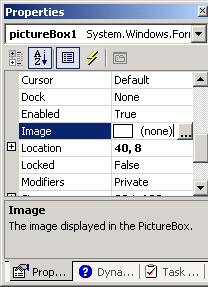 Properties
pictureBox1 System.Windows.For
Cursor Default
Dock None
Enabled True
Image (none) ...
Location 40, 8
Locked False
Modifiers Private
Image
The image displayed in the PictureBox.
Prop... Dyna... Task ...